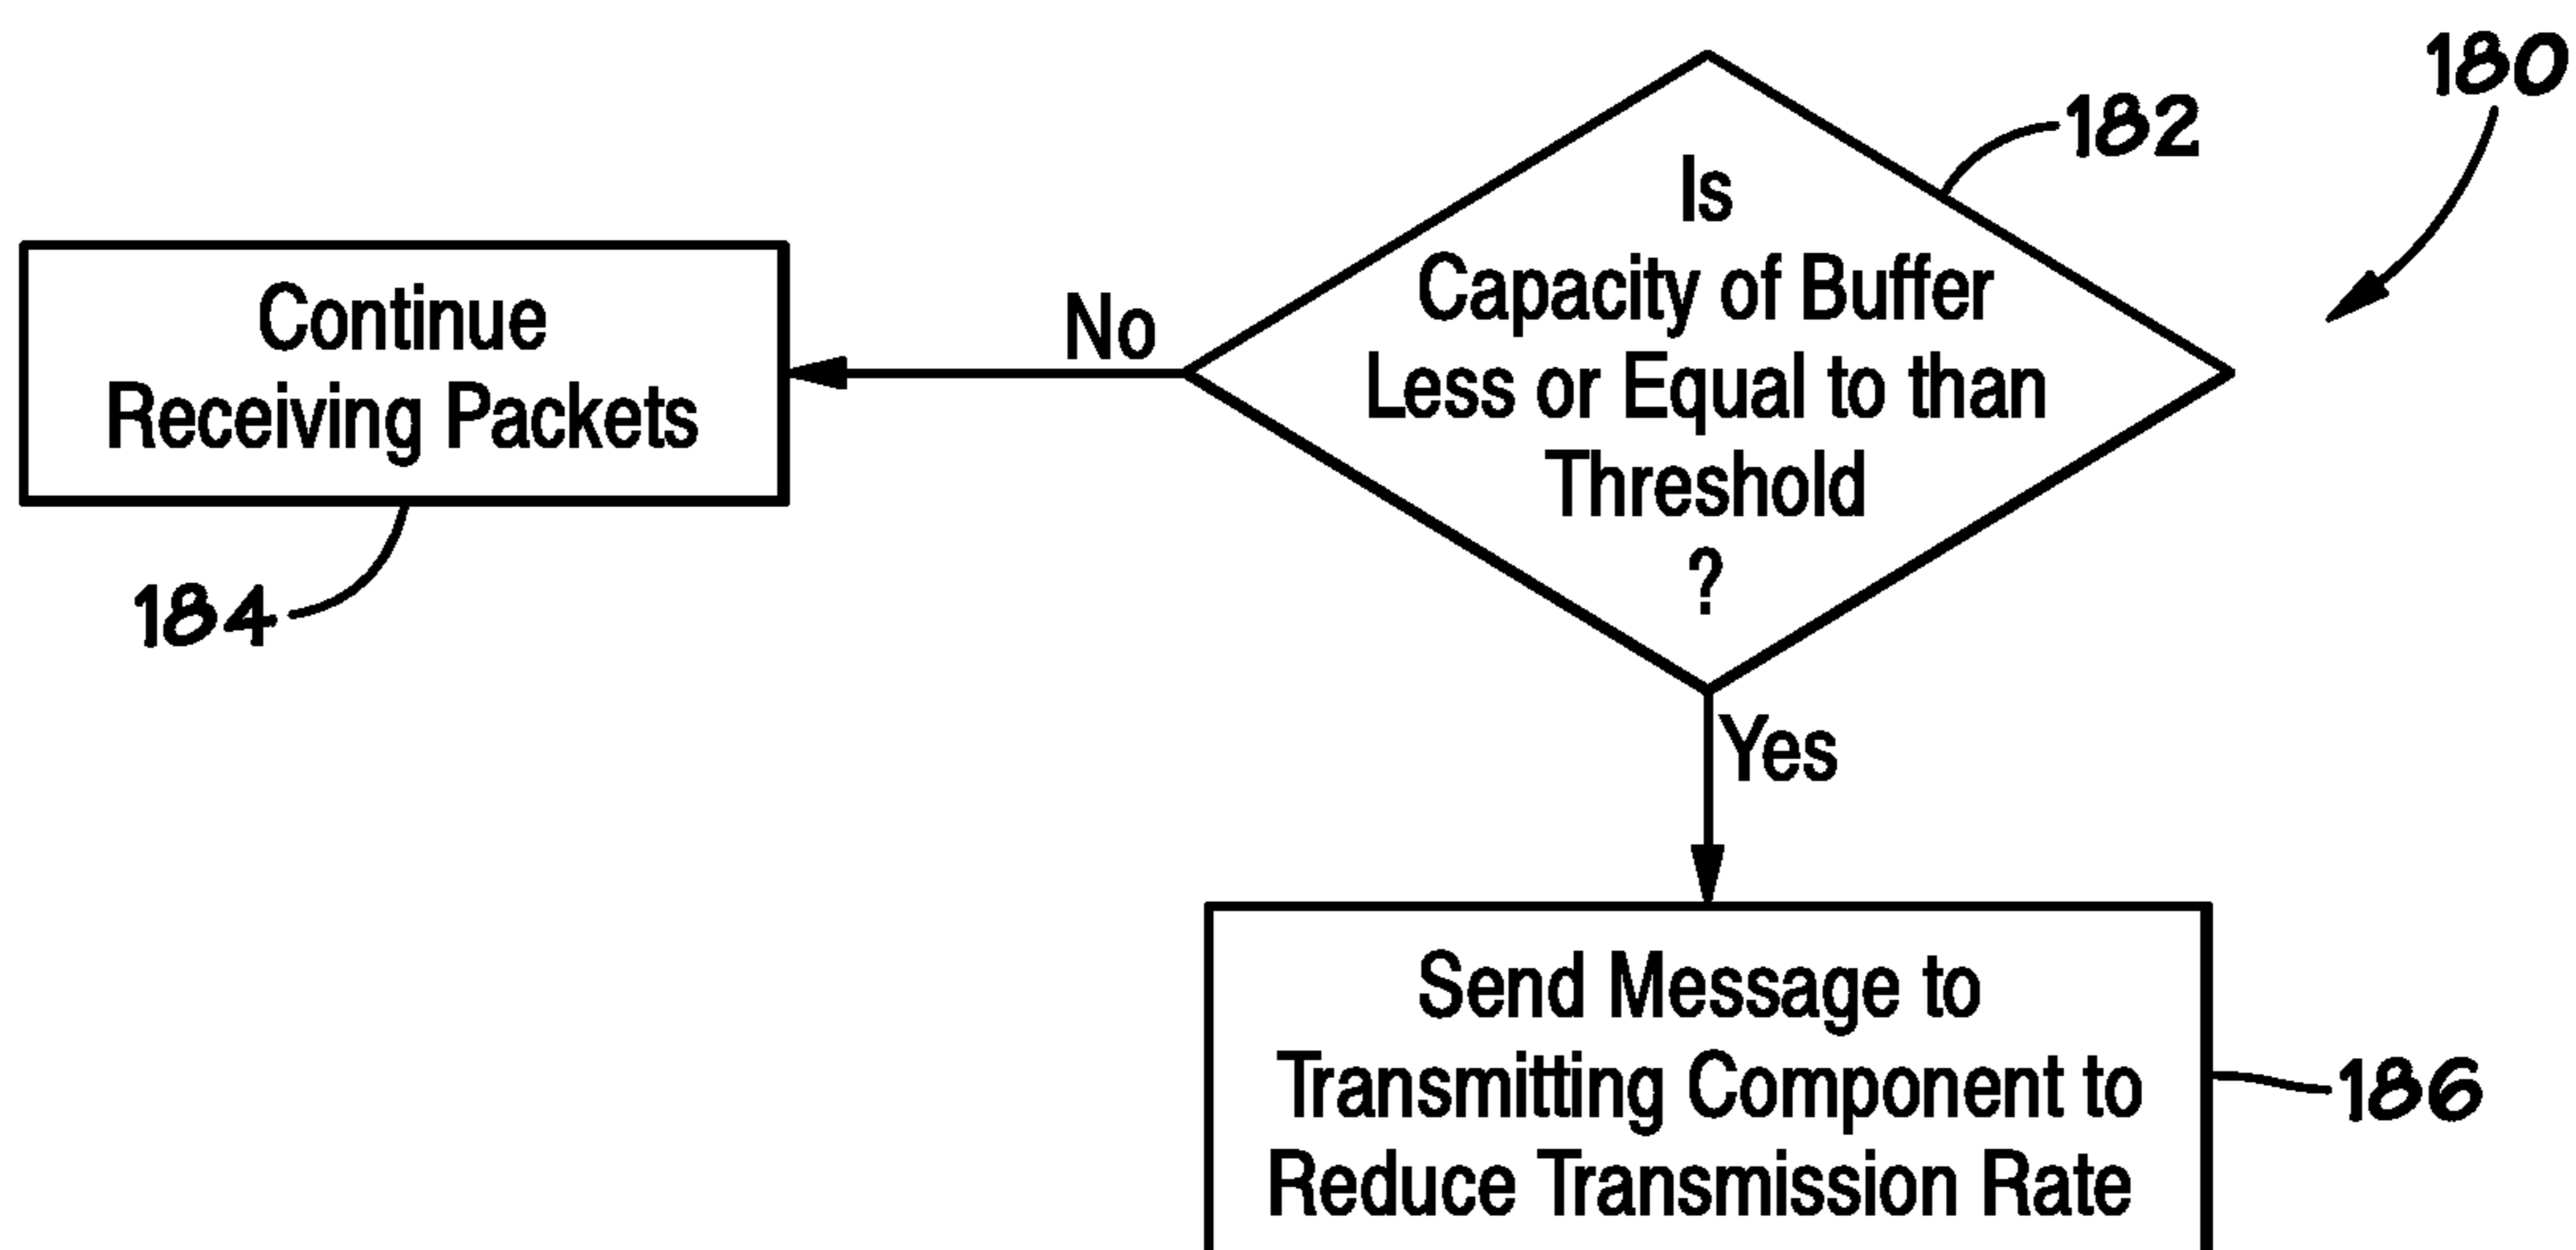 180
182
Is
Capacity of Buffer
Less or Equal to than
Threshold
?
No
Continue
Receiving Packets
184
Yes
Send Message to
Transmitting Component to
Reduce Transmission Rate
186